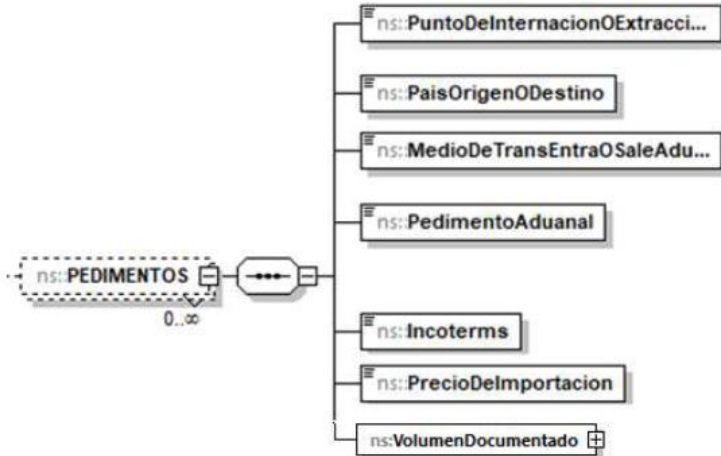 ns::PuntoDeInternacionOExtracci...
ns::PaisOrigenODestino
ns::MedioDeTransEntraOSaleAdu...
ns::PedimentoAduanal
ns::PEDIMENTOS
0..∞
ns::Incoterms
ns::PrecioDeImportacion
ns:VolumenDocumentado